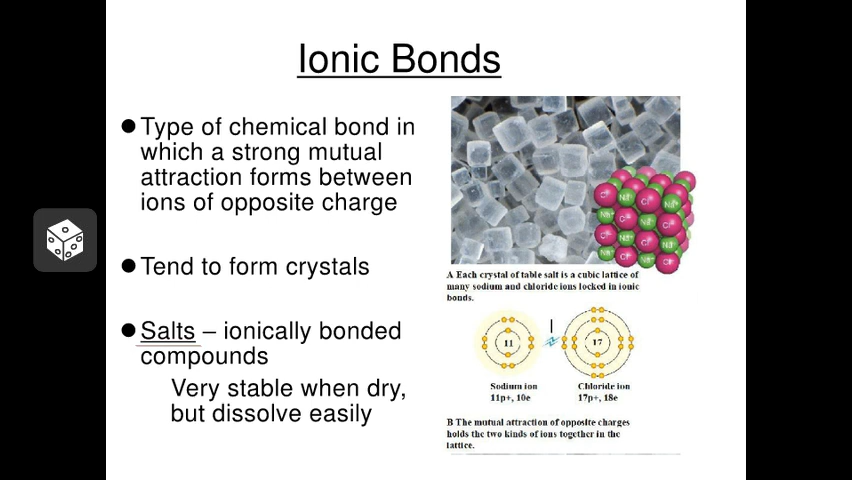 Ionic Bonds
● Type of chemical bond in
which a strong mutual
attraction forms between
ions of opposite charge
● Tend to form crystals
● Salts – ionically bonded
compounds
Very stable when dry,
but dissolve easily
A Each crystal of table salt is a cubic lattice of
many sodium and chloride ions locked in ionic
bonds.
11
17
Sodium ion
11p+, 10e
Chloride ion
17p+, 18e
B The mutual attraction of opposite charges
holds the two kinds of ions together in the
lattice.